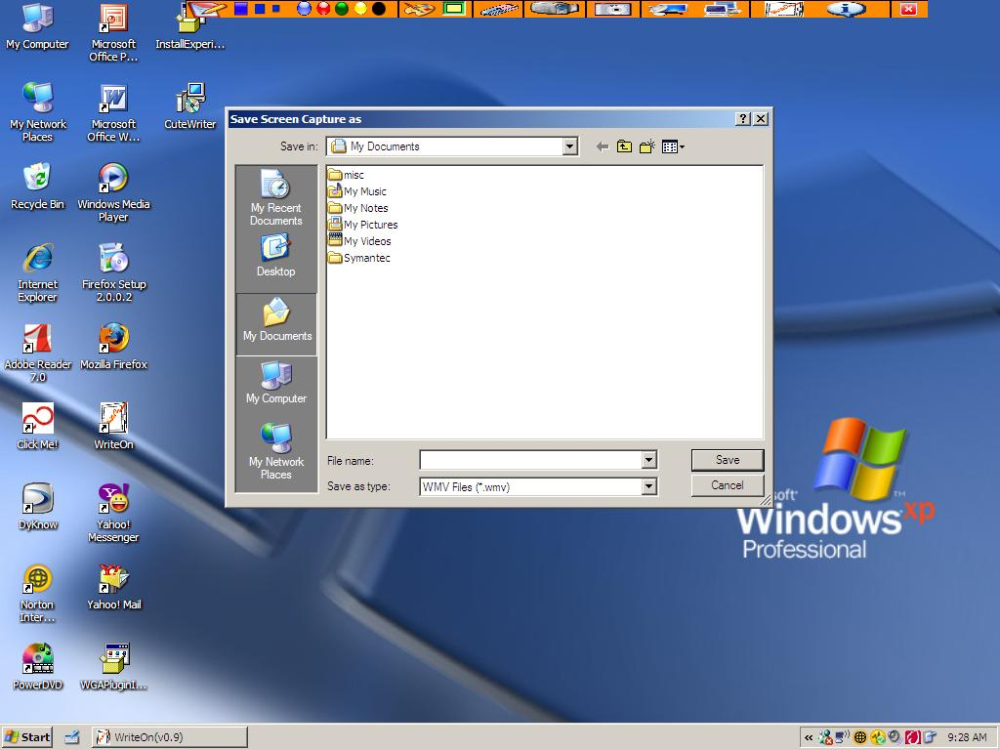 My Computer
Microsoft
Office P...
InstallExperi...
My Network
Places
Microsoft
Office W...
CuteWriter
Recycle Bin
Windows Media
Player
Internet
Explorer
Firefox Setup
2.0.0.2
Adobe Reader
7.0
Mozilla Firefox
Click Me!
WriteOn
DyKnow
Yahoo!
Messenger
Norton
Inter...
Yahoo! Mail
PowerDVD
WGAPluginI...
Save Screen Capture as
Save in:
My Documents
My Recent
Documents
Desktop
My Documents
My Computer
My Network
Places
misc
My Music
My Notes
My Pictures
My Videos
Symantec
File name:
Save
Save as type:
WMV Files (*.wmv)
Cancel
soft
Windows xp
TM
Professional
Start
WriteOn(v0.9)
9:28 AM